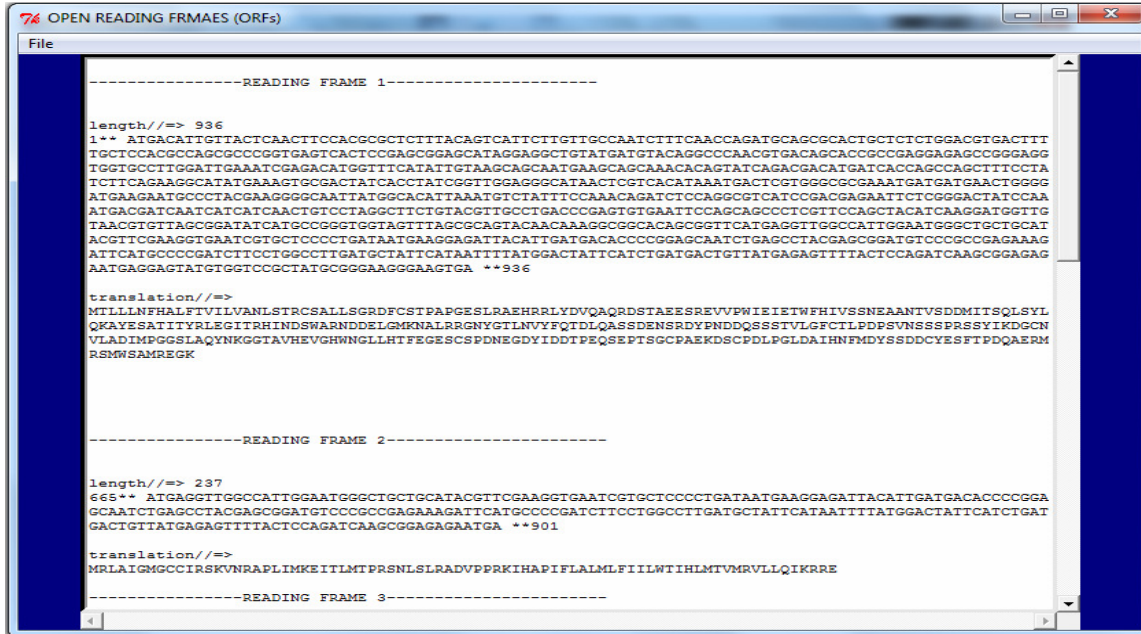 OPEN READING FRMAES (ORFs)
File
----------------READING FRAME 1----------------------
length//=> 936
1** ATGACATTGTTACTCAACTTCCACGCGCTCTTTACAGTCATTCTTGTTGCCAATCTTTCAACCAGATGCAGCGCACTGCTCTCTGGACGTGACTTT
TGCTCCACGCCAGCGCCCGGTGAGTCACTCCGAGCGGAGCATAGGAGGCTGTATGATGTACAGGCCCAACGTGACAGCACCGCCGAGGAGAGCCGGGAGG
TGGTGCCTTGGATTGAAATCGAGACATGGTTTCATATTGTAAGCAGCAATGAAGCAGCAAACACAGTATCAGACGACATGATCACCAGCCAGCTTTCCTA
TCTTCAGAAGGCATATGAAAGTGCGACTATCACCTATCGGTTGGAGGGCATAACTCGTCACATAAATGACTCGTGGGCGCGAAATGATGATGAACTGGGG
ATGAAGAATGCCCTACGAAGGGGCAATTATGGCACATTAAATGTCTATTTCCAAACAGATCTCCAGGCGTCATCCGACGAGAATTCTCGGGACTATCCAA
ATGACGATCAATCATCATCAACTGTCCTAGGCTTCTGTACGTTGCCTGACCCGAGTGTGAATTCCAGCAGCCCTCGTTCCAGCTACATCAAGGATGGTTG
TAACGTGTTAGCGGATATCATGCCGGGTGGTAGTTTAGCGCAGTACAACAAAGGCGGCACAGCGGTTCATGAGGTTGGCCATTGGAATGGGCTGCTGCAT
ACGTTCGAAGGTGAATCGTGCTCCCCTGATAATGAAGGAGATTACATTGATGACACCCCGGAGCAATCTGAGCCTACGAGCGGATGTCCCGCCGAGAAAG
ATTCATGCCCCGATCTTCCTGGCCTTGATGCTATTCATAATTTTATGGACTATTCATCTGATGACTGTTATGAGAGTTTTACTCCAGATCAAGCGGAGAG
AATGAGGAGTATGTGGTCCGCTATGCGGGAAGGGAAGTGA **936
translation//=>
MTLLLNFHALFTVILVANLSTRCSALLSGRDFCSTPAPGESLRAEHRRLYDVQAQRDSTAEESREVVPWIEIETWFHIVSSNEAANTVSDDMITSQLSYL
QKAYESATITYRLEGITRHINDSWARNDDELGMKNALRRGNYGTLNVYFQTDLQASSDENSRDYPNDDQSSSTVLGFCTLPDPSVNSSSPRSSYIKDGCN
VLADIMPGGSLAQYNKGGTAVHEVGHWNGLLHTFEGESCSPDNEGDYIDDTPEQSEPTSGCPAEKDSCPDLPGLDAIHNFMDYSSDDCYESFTPDQAERM
RSMWSAMREGK
----------------READING FRAME 2-----------------------
length//=> 237
665** ATGAGGTTGGCCATTGGAATGGGCTGCTGCATACGTTCGAAGGTGAATCGTGCTCCCCTGATAATGAAGGAGATTACATTGATGACACCCCGGA
GCAATCTGAGCCTACGAGCGGATGTCCCGCCGAGAAAGATTCATGCCCCGATCTTCCTGGCCTTGATGCTATTCATAATTTTATGGACTATTCATCTGAT
GACTGTTATGAGAGTTTTACTCCAGATCAAGCGGAGAGAATGA **901
translation//=>
MRLAIGMGCCIRSKVNRAPLIMKEITLMTPRSNLSLRADVPPRKIHAPIFLALMLFIILWTIHLMTVMRVLLQIKRRE
----------------READING FRAME 3-----------------------